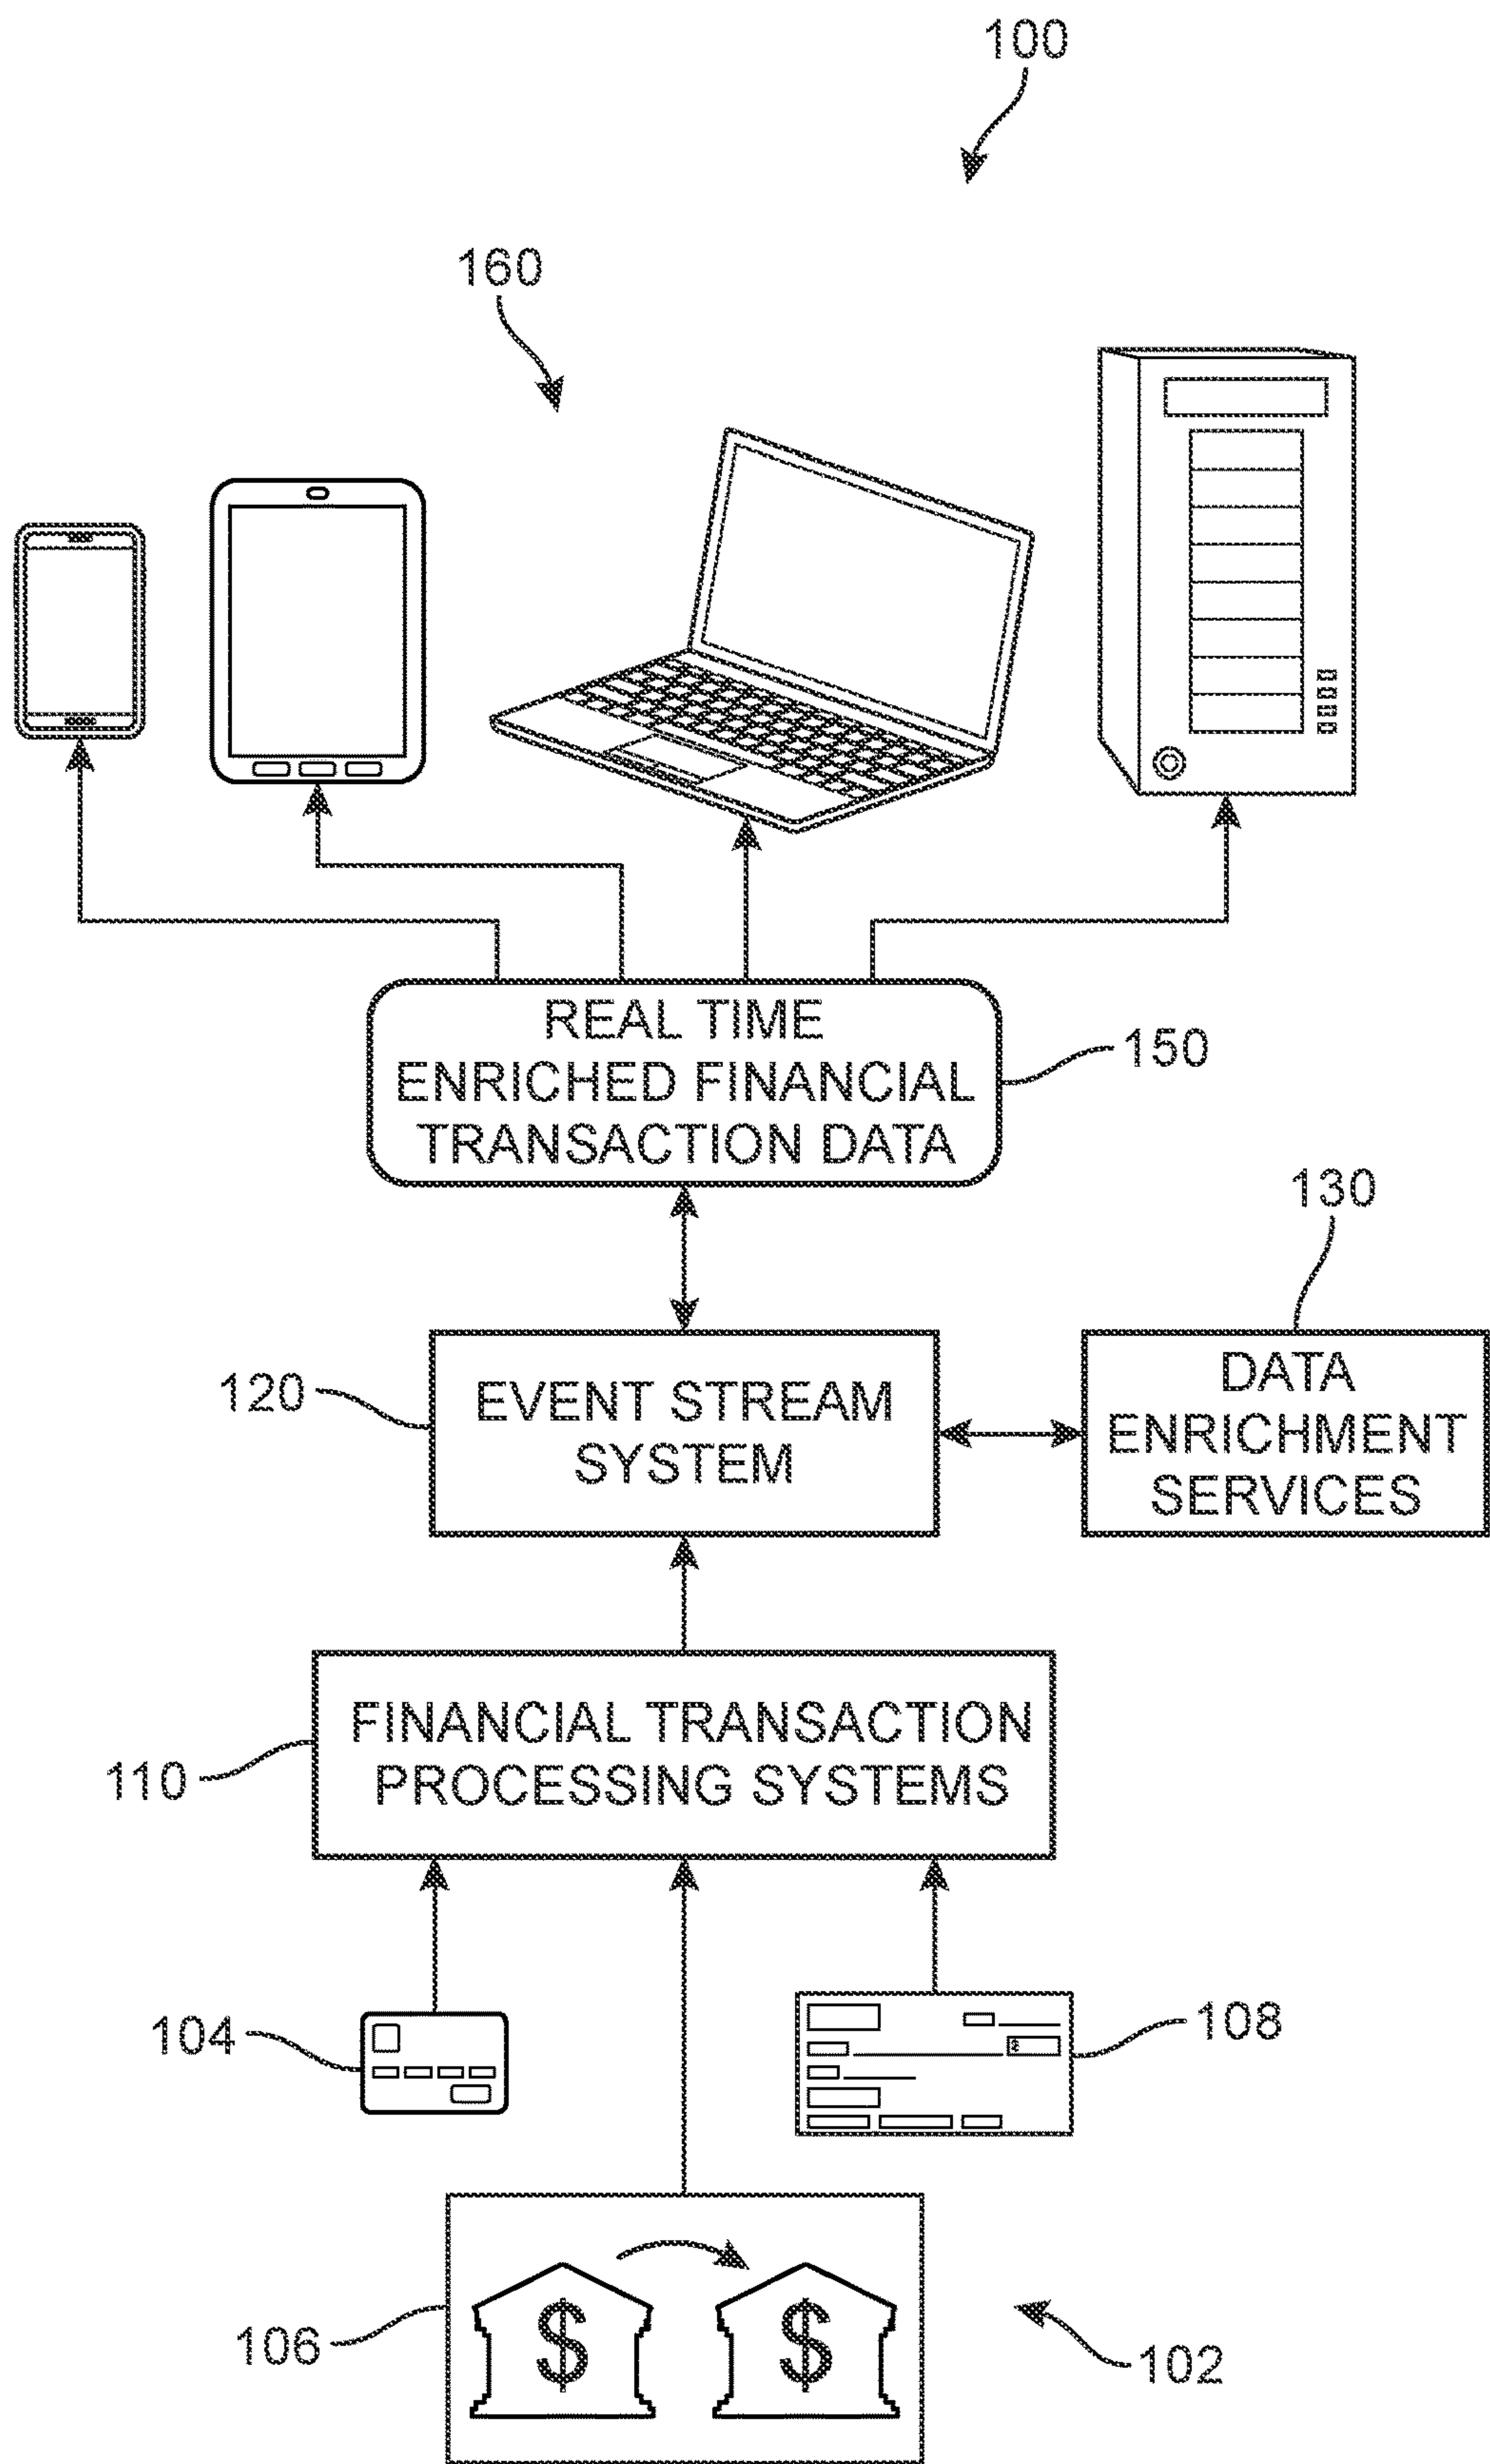 100
160
REAL TIME
ENRICHED FINANCIAL
TRANSACTION DATA
150
130
120
EVENT STREAM
SYSTEM
DATA
ENRICHMENT
SERVICES
FINANCIAL TRANSACTION
PROCESSING SYSTEMS
110
104
$
108
$ $
106
102